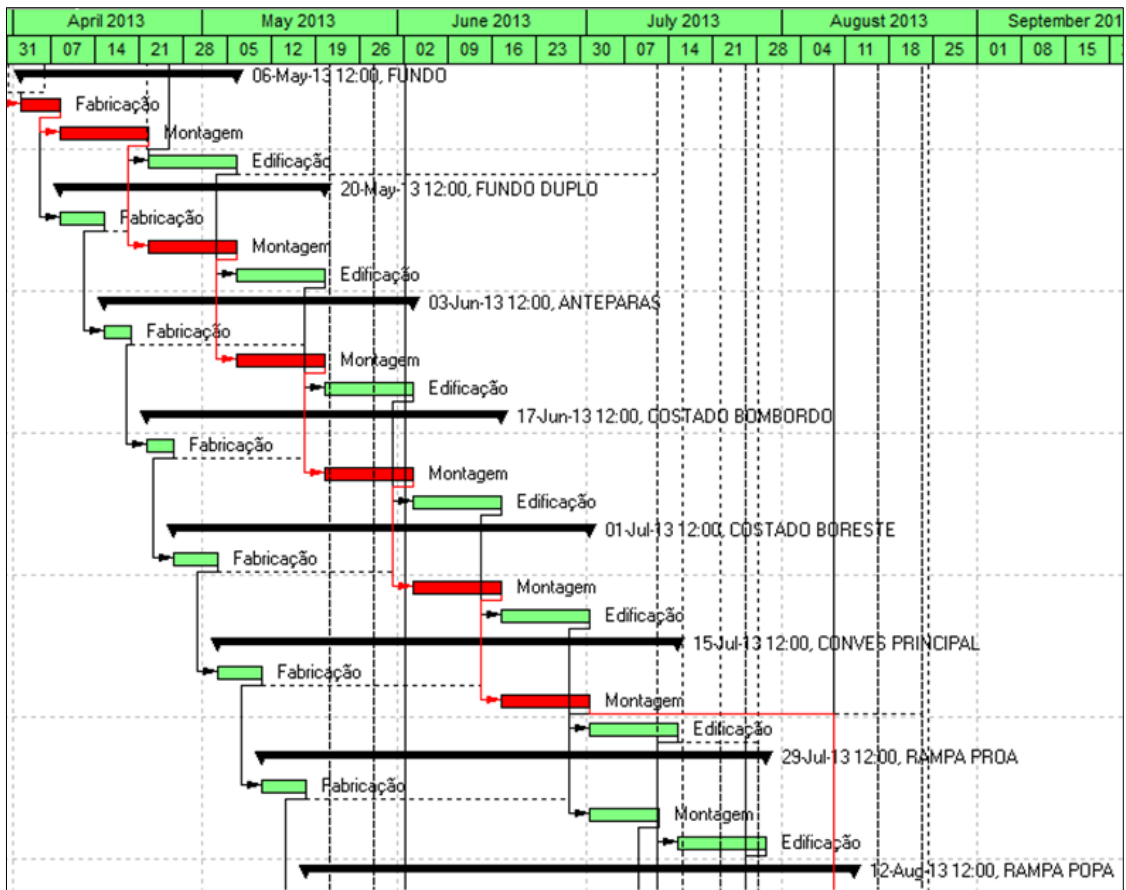 April 2013 May 2013 June 2013 July 2013 August 2013 September 201
31 07 14 21 28 05 12 19 26 02 09 16 23 30 07 14 21 28 04 11 18 25 01 08 15
06-May-13 12:00, FUNDO
Fabricação
Montagem
Edificação
20-May-13 12:00, FUNDO DUPLO
Fabricação
Montagem
Edificação
03-Jun-13 12:00, ANTEPARAS
Fabricação
Montagem
Edificação
17-Jun-13 12:00, COSTADO BOMBORDO
Fabricação
Montagem
Edificação
01-Jul-13 12:00, COSTADO BORESTE
Fabricação
Montagem
Edificação
15-Jul-13 12:00, CONVES PRINCIPAL
Fabricação
Montagem
Edificação
29-Jul-13 12:00, RAMPA PROA
Fabricação
Montagem
Edificação
12-Aug-13 12:00, RAMPA POPA